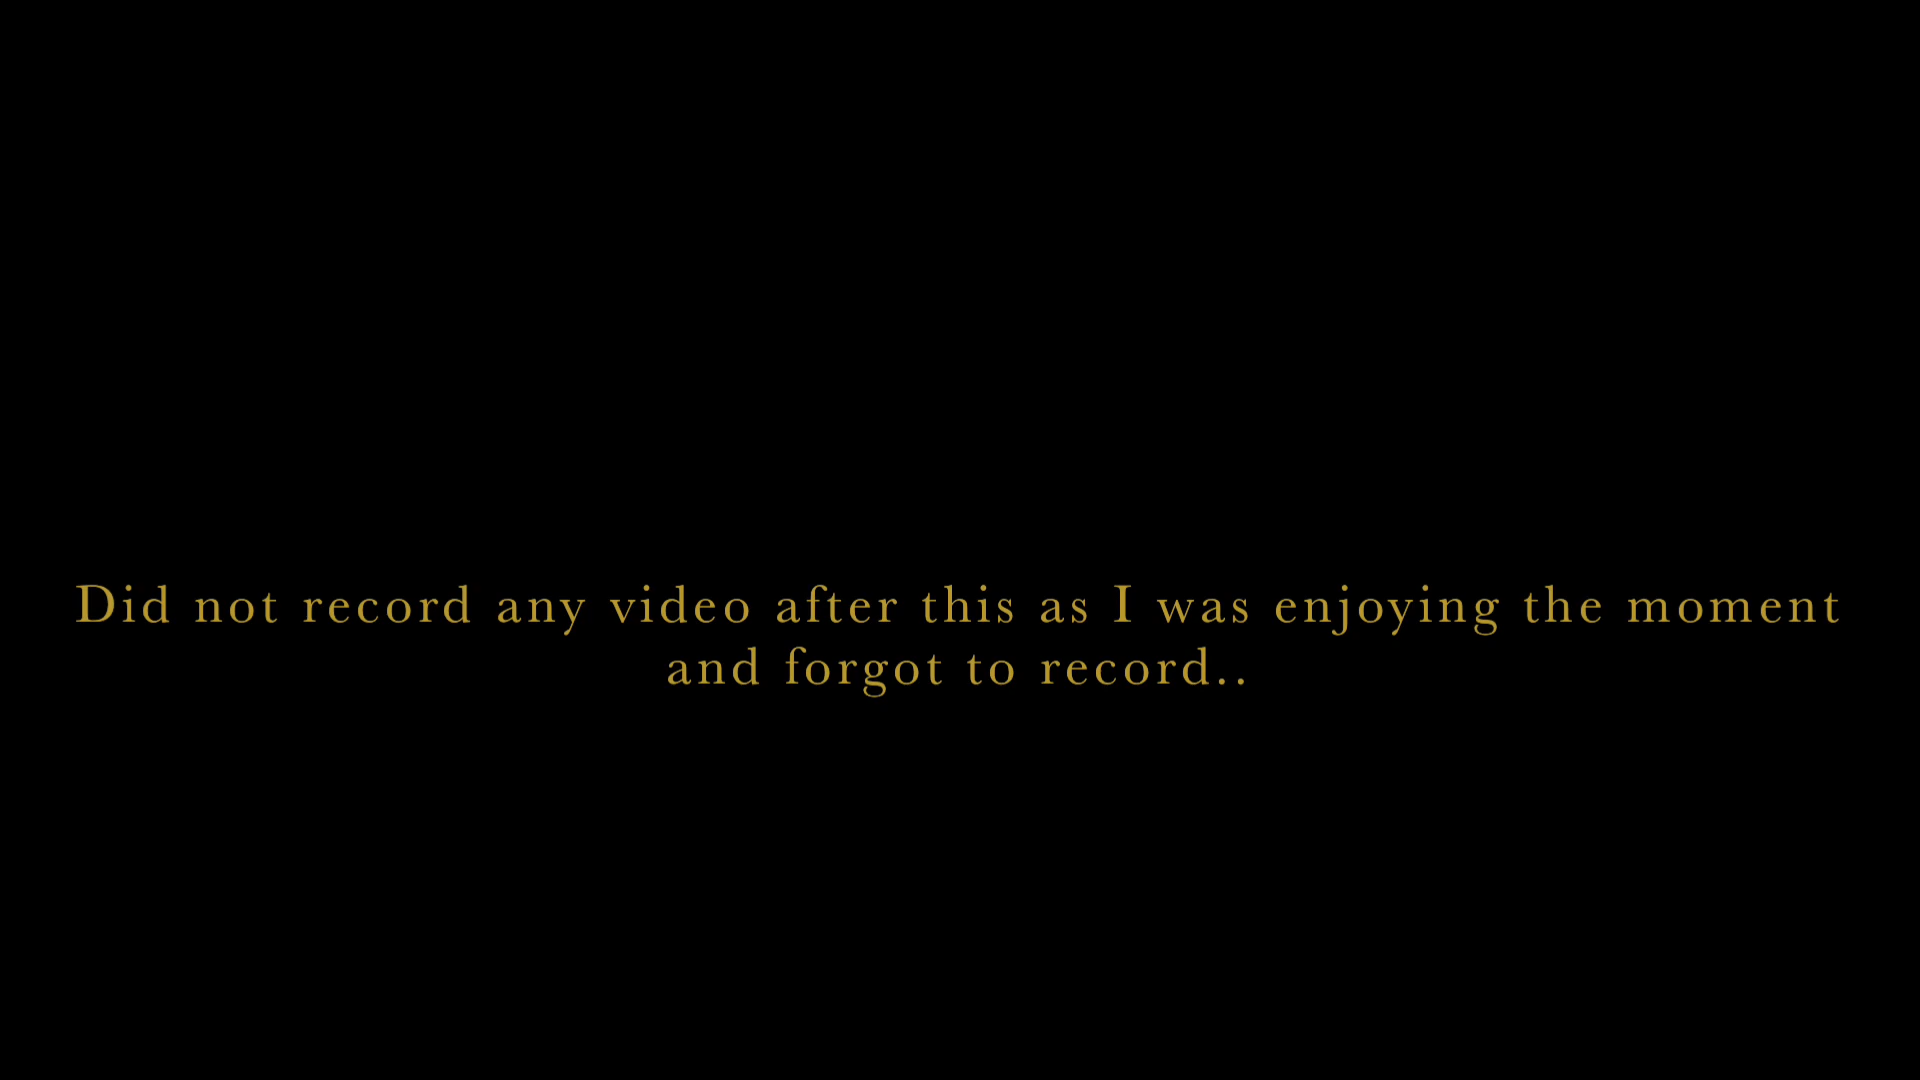 Did not record any video after this as I was enjoying the moment
and forgot to record..